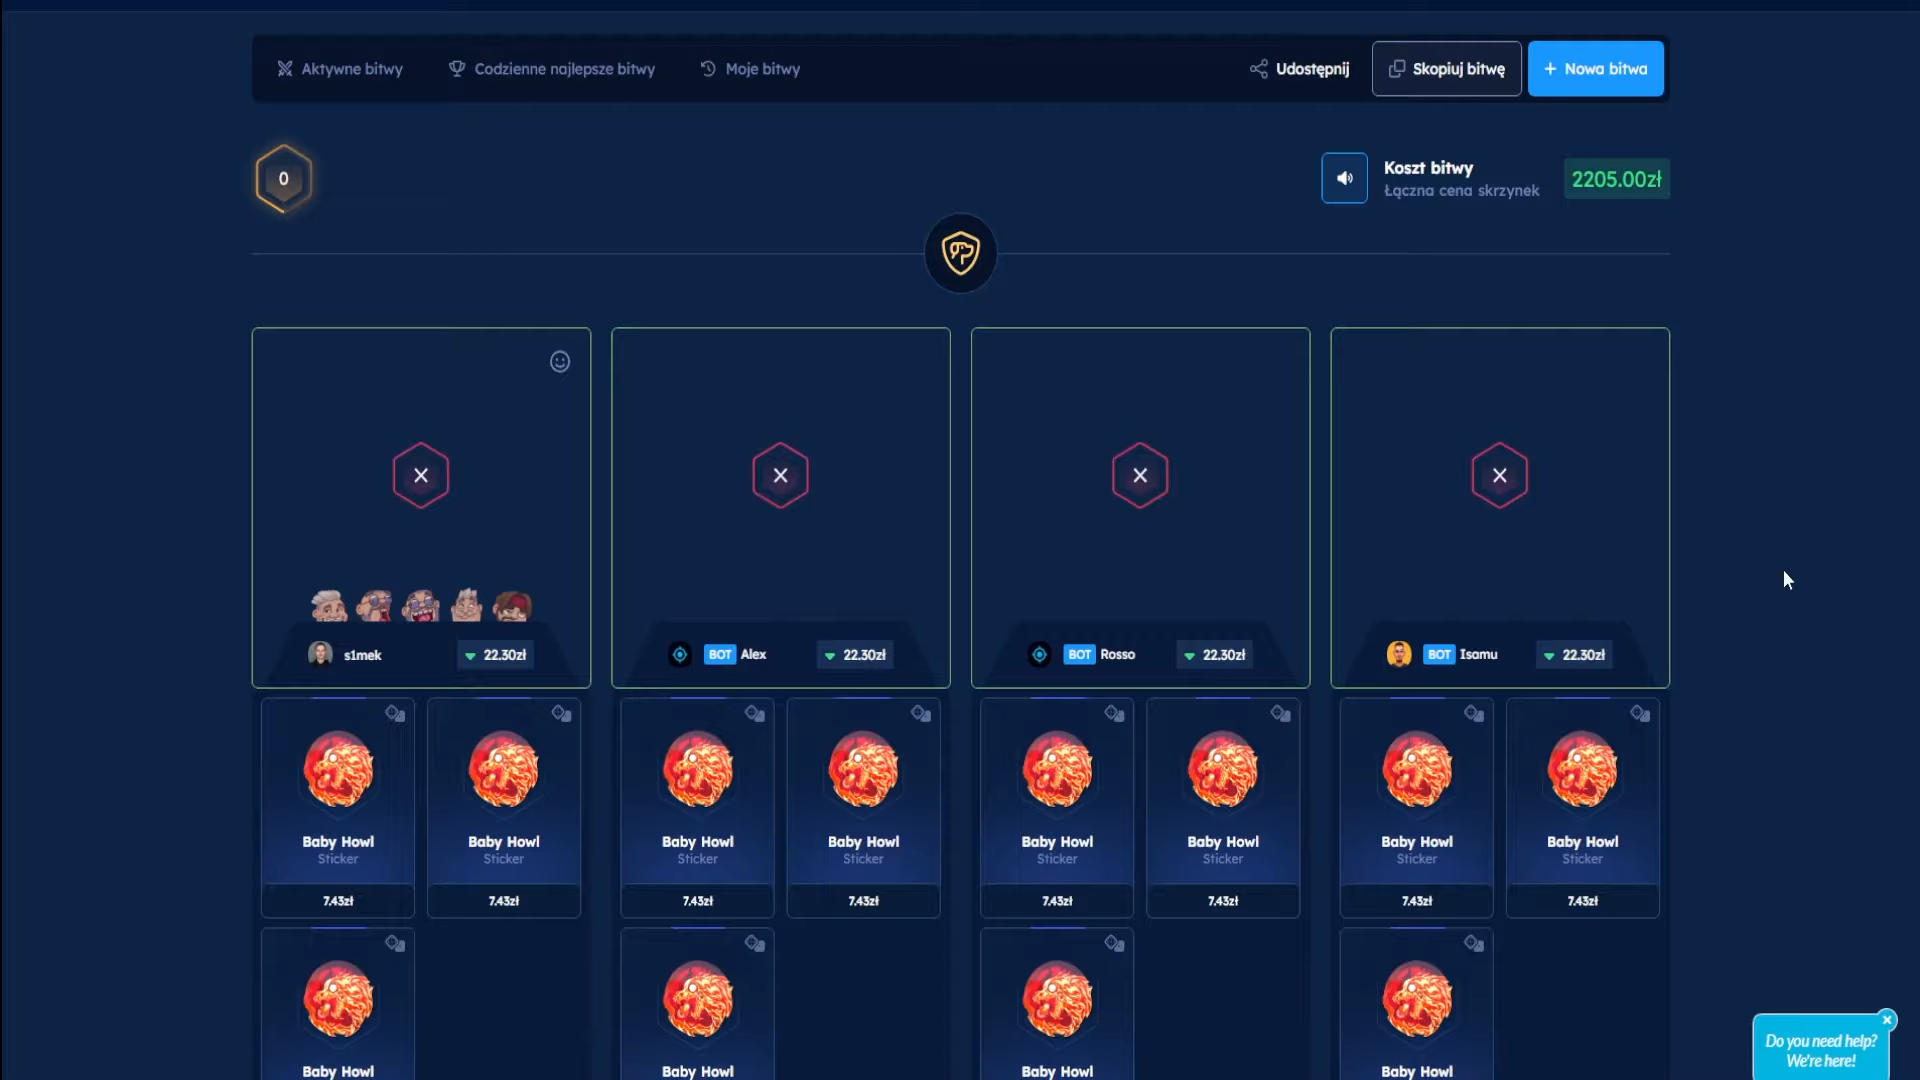 Aktywne bitwy
Codzienne najlepsze bitwy
Moje bitwy
Udostępnij
Skopiuj bitwę
+ Nowa bitwa
0
Koszt bitwy
Łączna cena skrzynek
2205.00zł
s1mek
22.30zł
BOT Alex
22.30zł
BOT Rosso
22.30zł
BOT Isamu
22.30zł
Baby Howl
Baby Howl
Baby Howl
Baby Howl
Baby Howl
Baby Howl
Baby Howl
Baby Howl
Sticker
Sticker
Sticker
Sticker
Sticker
Sticker
Sticker
Sticker
7.43zł
7.43zł
7.43zł
7.43zł
7.43zł
7.43zł
7.43zł
7.43zł
Baby Howl
Baby Howl
Baby Howl
Baby Howl
Do you need help?
We're here!